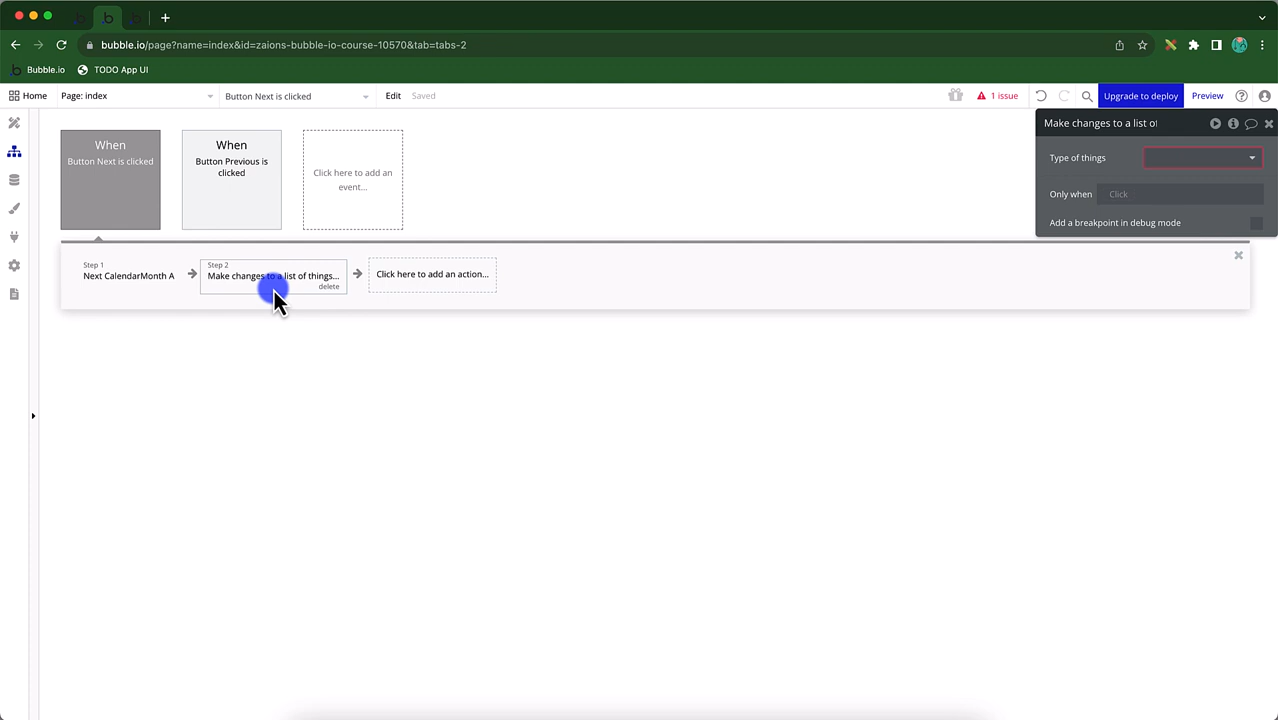 bubble.io/page?name=index&id=zaions-bubble-io-course-10570&tab=tabs-2
Bubble.io
TODO App UI
Home
Page: index
Button Next is clicked
Edit
Saved
1 issue
Upgrade to deploy
Preview
When
Button Next is clicked
When
Button Previous is
clicked
Click here to add an
event...
Make changes to a list of
Type of things
Only when
Click
Add a breakpoint in debug mode
Step 1
Next CalendarMonth A
Step 2
Make changes to a list of things...
delete
Click here to add an action...